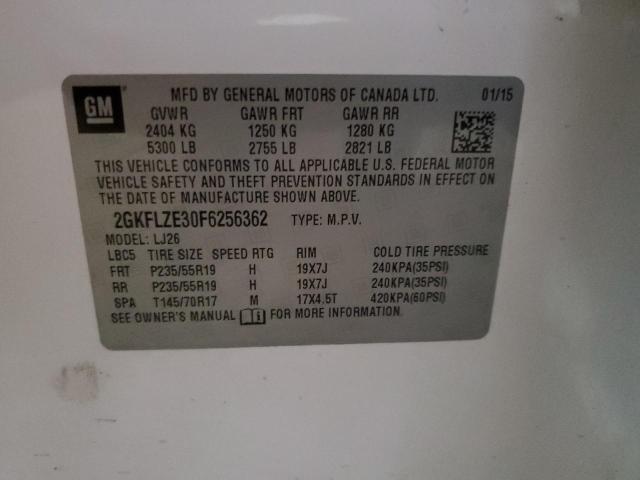 GM
MFD BY GENERAL MOTORS OF CANADA LTD. 01/15
GVWR GAWR FRT GAWR RR
2404 KG 1250 KG 1280 KG
5300 LB 2755 LB 2821 LB
THIS VEHICLE CONFORMS TO ALL APPLICABLE U.S. FEDERAL MOTOR
VEHICLE SAFETY AND THEFT PREVENTION STANDARDS IN EFFECT ON
THE DATE OF MANUFACTURE SHOWN ABOVE.
2GKFLZE30F6256362 TYPE: M.P.V.
MODEL: LJ26
LBC5 TIRE SIZE SPEED RTG RIM COLD TIRE PRESSURE
FRT P235/55R19 H 19X7J 240KPA(35PSI)
RR P235/55R19 H 19X7J 240KPA(35PSI)
SPA T145/70R17 M 17X4.5T 420KPA(60PSI)
SEE OWNER'S MANUAL FOR MORE INFORMATION.